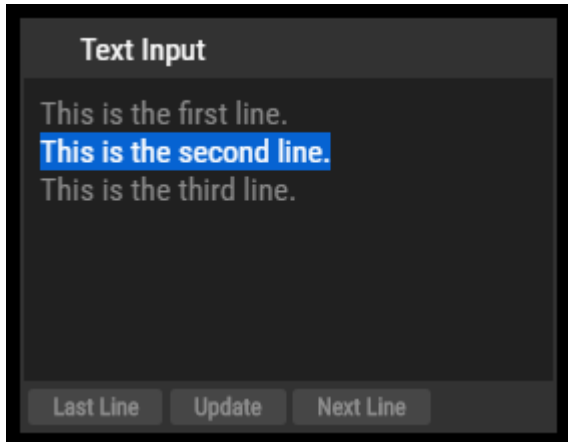 Text Input
This is the first line.
This is the second line.
This is the third line.
Last Line Update Next Line